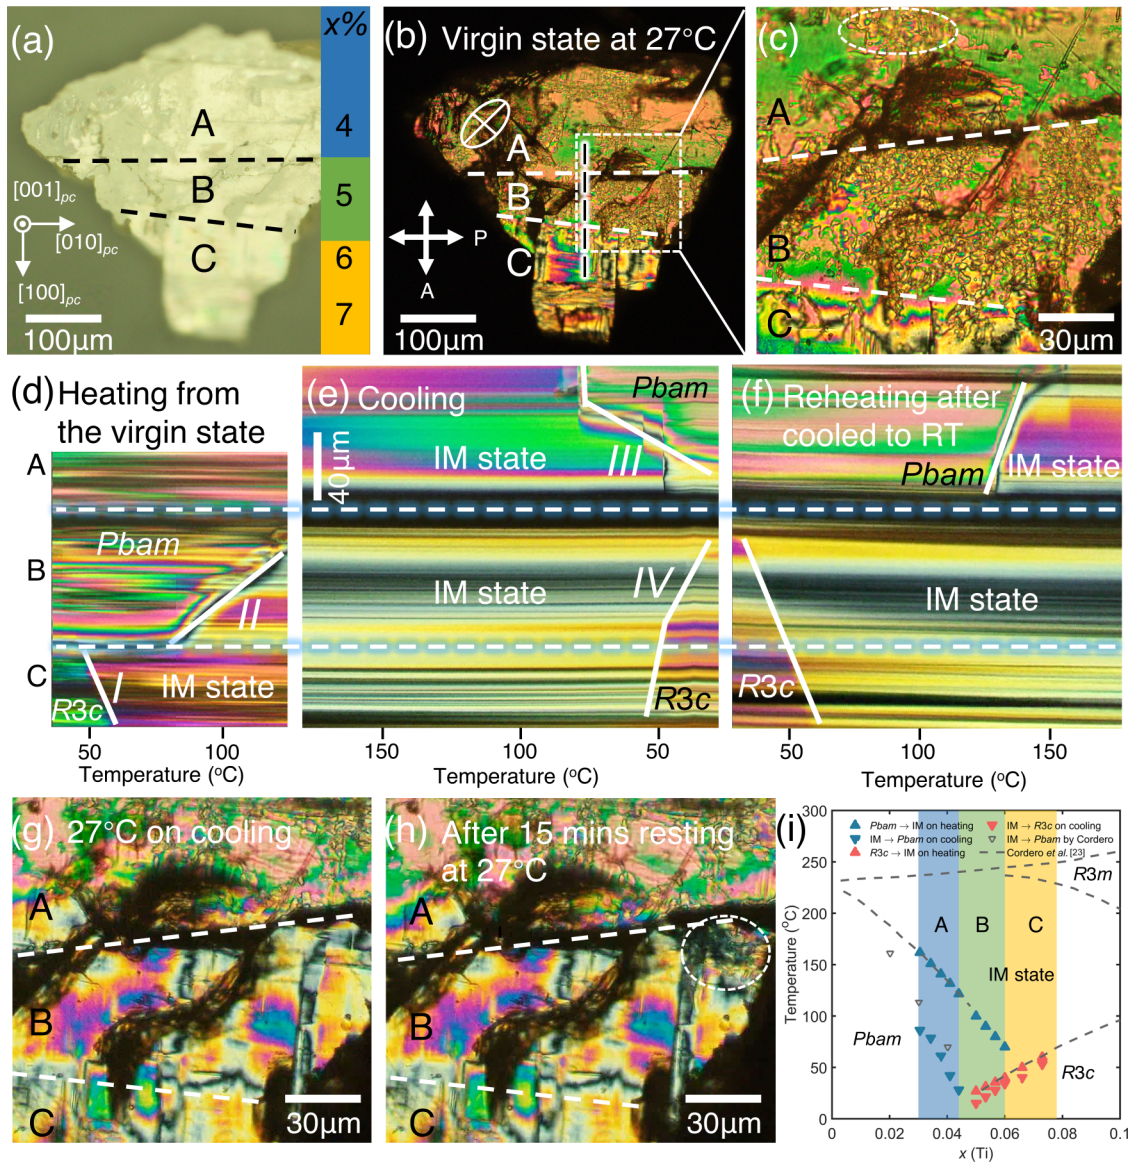 (a)
x%
A
4
B
5
[001]pc
[010]pc
C
6
[100]pc
7
100μm
(b) Virgin state at 27°C
A
B
P
C
A
100μm
(c)
A
B
C
30μm
(d) Heating from
the virgin state
A
Pbam
B
II
C
I
IM state
R3c
50
100
Temperature (°C)
(e) Cooling
Pbam
IM state
III
40μm
IM state
IV
R3c
150
100
50
Temperature (°C)
(f) Reheating after
cooled to RT
Pbam
IM state
IM state
R3c
50
100
150
Temperature (°C)
(g) 27°C on cooling
A
B
C
30μm
(h) After 15 mins resting
at 27°C
A
B
C
30μm
(i)
300
250
200
150
100
50
0
Temperature (°C)
Pbam → IM on heating
IM → Pbam on cooling
R3c → IM on heating
IM → R3c on cooling
IM → Pbam by Cordero
Cordero et al. [23]
R3m
A
B
C
IM state
Pbam
R3c
0
0.02
0.04
0.06
0.08
0.1
x (Ti)